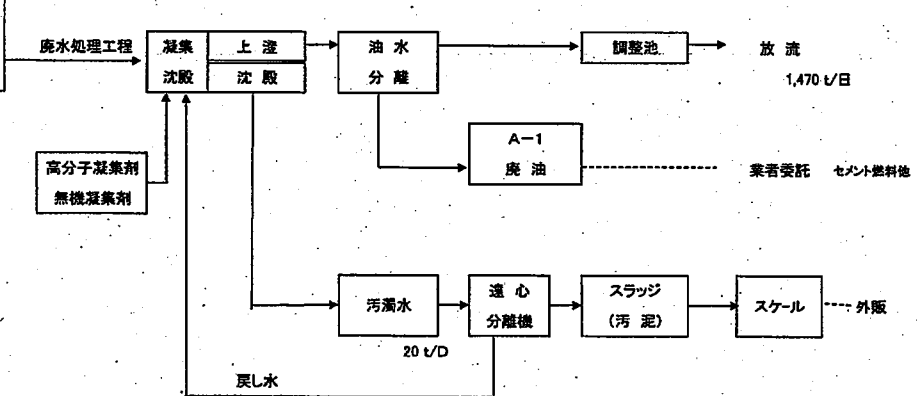 廃水処理工程
凝集
沈殿
上 澄
沈 殿
油 水
分 離
調整池
放 流
1,470 t/日
高分子凝集剤
無機凝集剤
A-1
廃 油
業者委託 セメント燃料他
汚濁水
20 t/D
遠 心
分離機
スラッジ
(汚 泥)
スケール
外販
戻し水